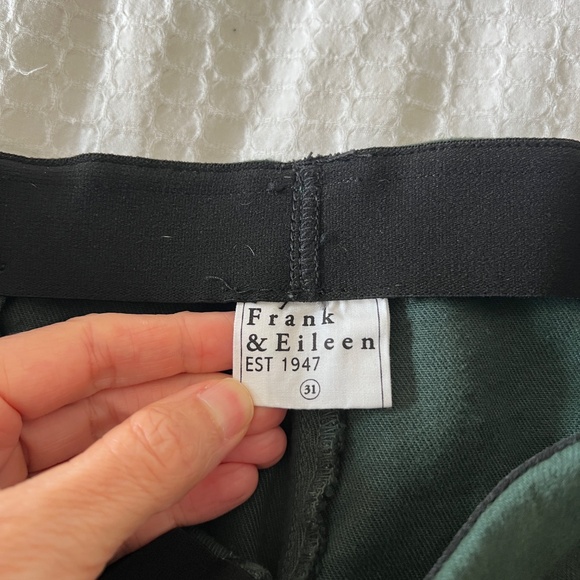 Frank
& Eileen
EST 1947
31